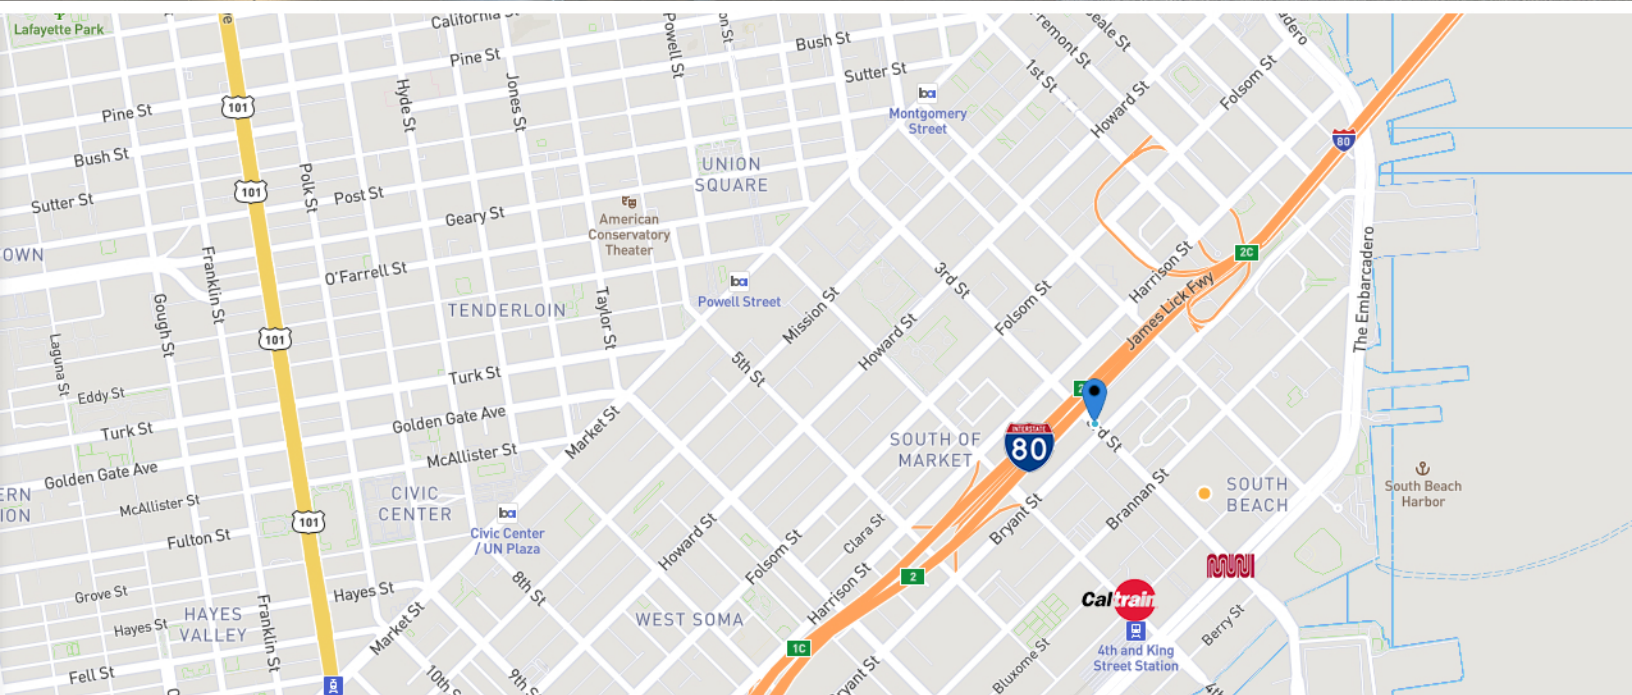 California St
Lafayette Park
Pine St
Bush St
Powell St
Fremont St
Beale St
Sutter St
1st St
Folsom St
Hyde St
Jones St
101
Pine St
Montgomery
Street
Howard St
80
Bush St
UNION
SQUARE
Polk St
101
Post St
Sutter St
Geary St
American
Conservatory
Theater
OWN
Franklin St
O'Farrell St
3rd St
Harrison St
2C
James Lick Fwy
The Embarcadero
TENDERLOIN
Powell Street
Gough St
Taylor St
Mission St
Folsom St
Howard St
101
Laguna St
5th St
Turk St
Eddy St
Golden Gate Ave
Market St
Turk St
3rd St
INTERSTATE
80
SOUTH OF
MARKET
McAllister St
Golden Gate Ave
SOUTH
BEACH
South Beach
Harbor
CIVIC
CENTER
McAllister St
Brannan St
Bryant St
101
Civic Center
/ UN Plaza
Howard St
Clara St
Fulton St
Folsom St
MUNI
8th St
2
Harrison St
Caltrain
Grove St
Hayes St
Franklin St
HAYES
VALLEY
Hayes St
Market St
WEST SOMA
Berry St
1C
4th and King
Street Station
Bluxome St
Fell St
10th S
9th S
Bryant St
4th